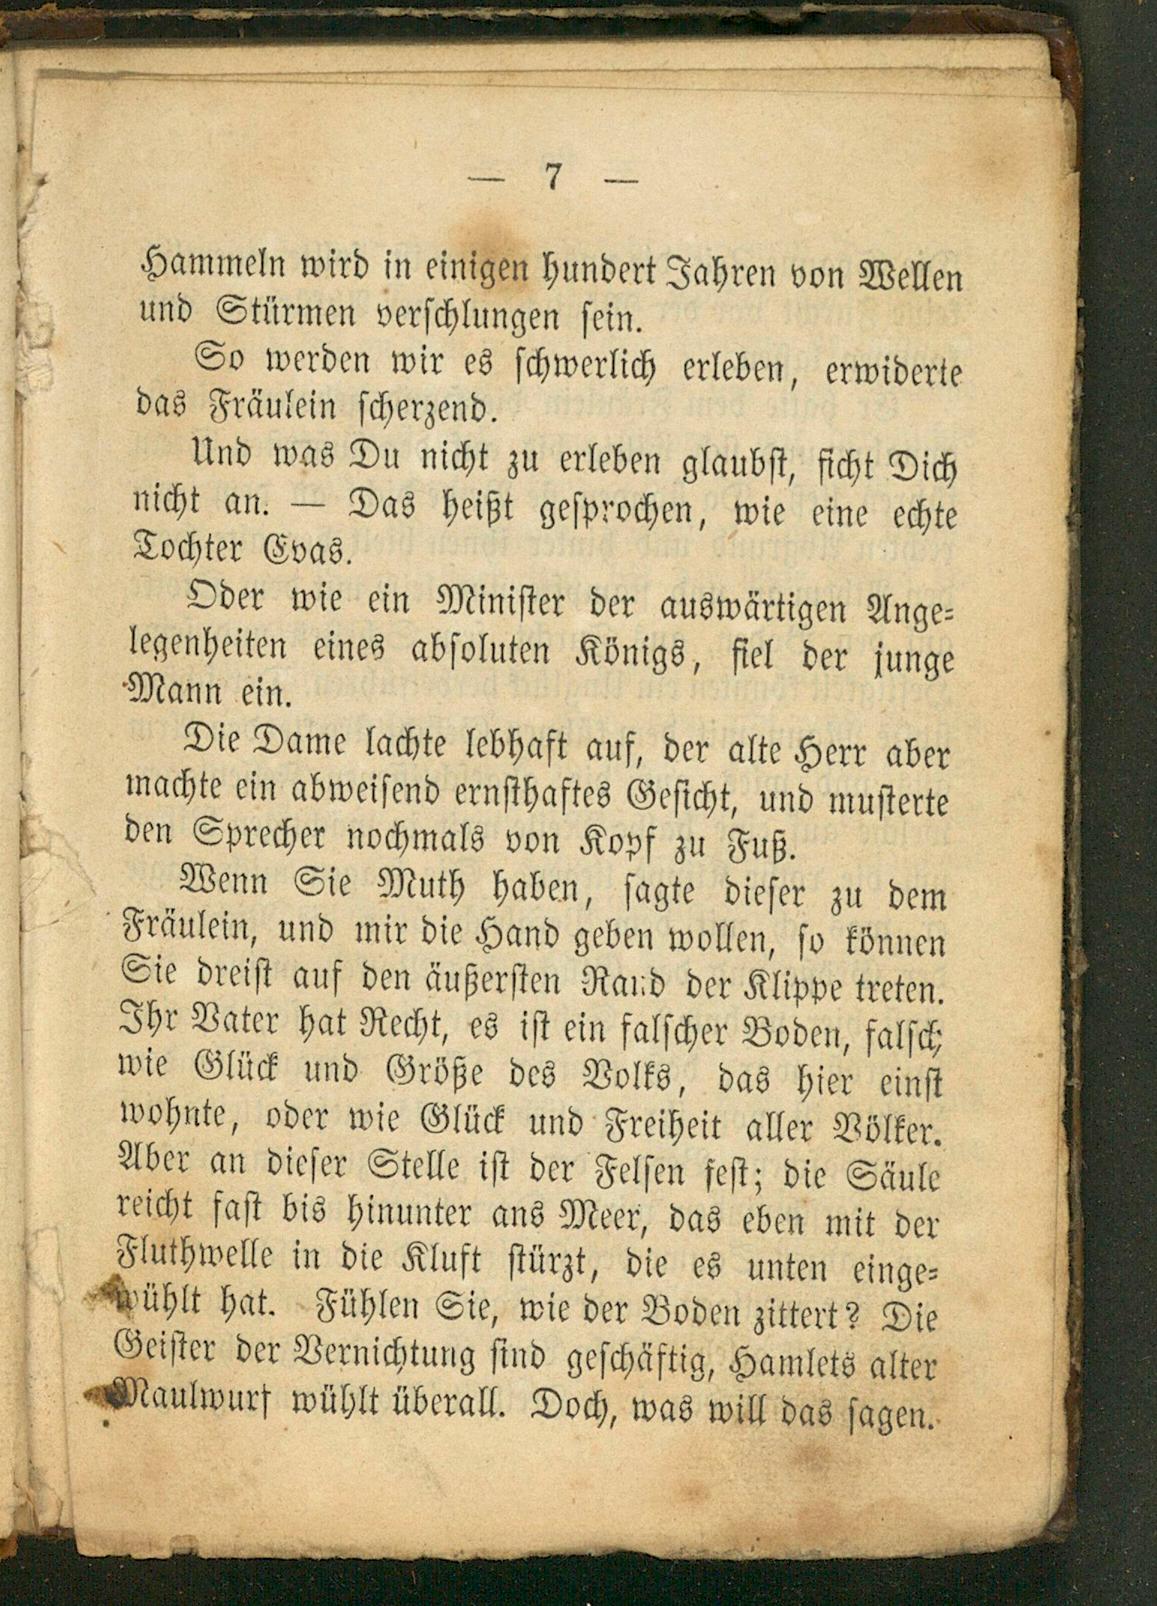 — 7 —
Hammeln wird in einigen hundert Jahren von Wellen
und Stürmen verschlungen sein.
So werden wir es schwerlich erleben, erwiderte
das Fräulein scherzend.
Und was Du nicht zu erleben glaubst, ficht Dich
nicht an. — Das heißt gesprochen, wie eine echte
Tochter Evas.
Oder wie ein Minister der auswärtigen Ange-
legenheiten eines absoluten Königs, fiel der junge
Mann ein.
Die Dame lachte lebhaft auf, der alte Herr aber
machte ein abweisend ernsthaftes Gesicht, und musterte
den Sprecher nochmals von Kopf zu Fuß.
Wenn Sie Muth haben, sagte dieser zu dem
Fräulein, und mir die Hand geben wollen, so können
Sie dreist auf den äußersten Rand der Klippe treten.
Ihr Vater hat Recht, es ist ein falscher Boden, falsch
wie Glück und Größe des Volks, das hier einst
wohnte, oder wie Glück und Freiheit aller Völker.
Aber an dieser Stelle ist der Felsen fest; die Säule
reicht fast bis hinunter ans Meer, das eben mit der
Fluthwelle in die Kluft stürzt, die es unten einge-
wühlt hat. Fühlen Sie, wie der Boden zittert? Die
Geister der Vernichtung sind geschäftig, Hamlets alter
Maulwurf wühlt überall. Doch, was will das sagen.